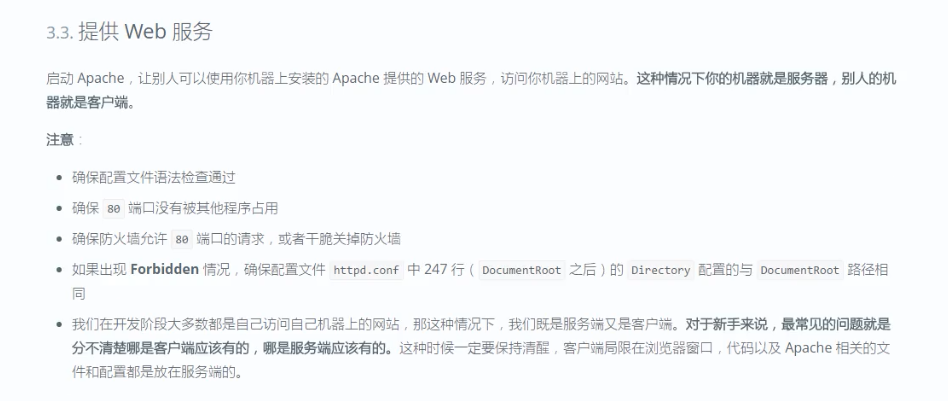 3.3. 提供 Web 服务
启动 Apache，让别人可以使用你机器上安装的 Apache 提供的 Web 服务，访问你机器上的网站。这种情况下你的机器就是服务器，别人的机
器就是客户端。
注意：
• 确保配置文件语法检查通过
• 确保 80 端口没有被其他程序占用
• 确保防火墙允许 80 端口的请求，或者干脆关掉防火墙
• 如果出现 Forbidden 情况，确保配置文件 httpd.conf 中 247 行（ DocumentRoot 之后）的 Directory 配置的与 DocumentRoot 路径相
同
• 我们在开发阶段大多数都是自己访问自己机器上的网站，那这种情况下，我们既是服务端又是客户端。对于新手来说，最常见的问题就是
分不清楚哪是客户端应该有的，哪是服务端应该有的。这种时候一定要保持清醒，客户端局限在浏览器窗口，代码以及 Apache 相关的文
件和配置都是放在服务端的。